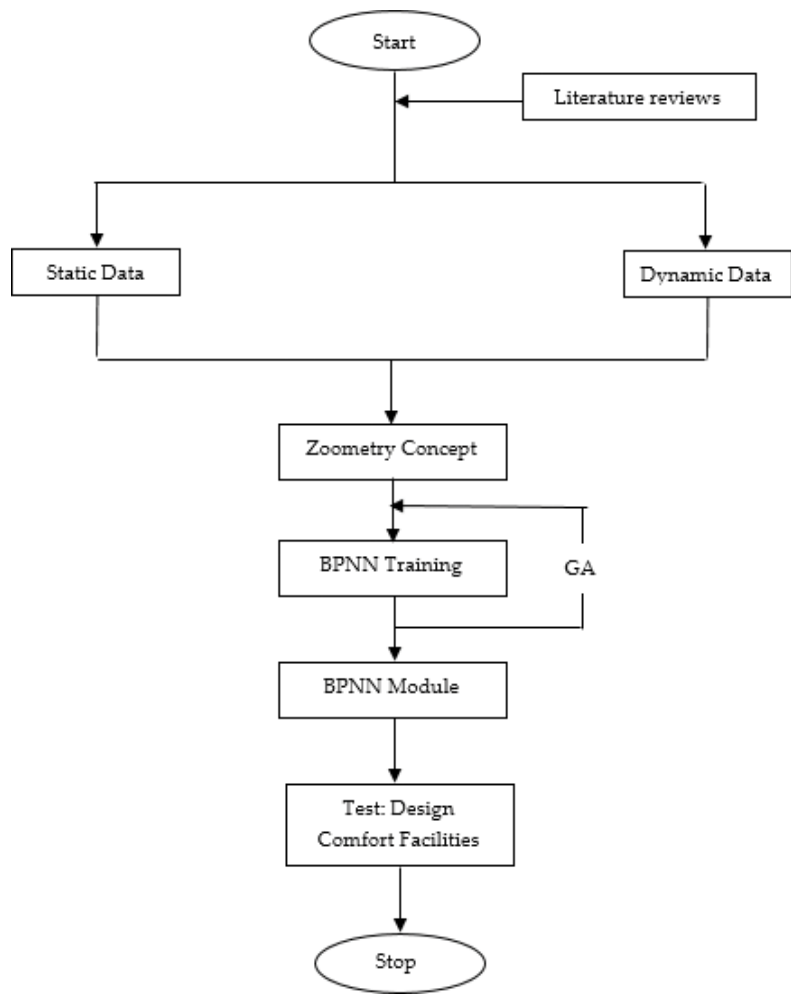 Start
Literature reviews
Static Data
Dynamic Data
Zoometry Concept
BPNN Training
GA
BPNN Module
Test: Design
Comfort Facilities
Stop